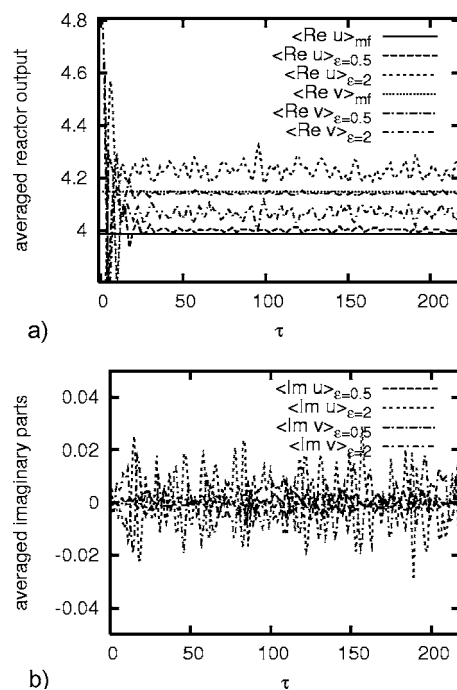 4.8
4.6
4.4
4.2
4
averaged reactor output
<Re u>mf
<Re u>ε=0.5
<Re u>ε=2
<Re v>mf
<Re v>ε=0.5
<Re v>ε=2
0 50 100 150 200
τ
a)
0.04
0.02
0
-0.02
-0.04
averaged imaginary parts
<Im u>ε=0.5
<Im u>ε=2
<Im v>ε=0.5
<Im v>ε=2
0 50 100 150 200
τ
b)